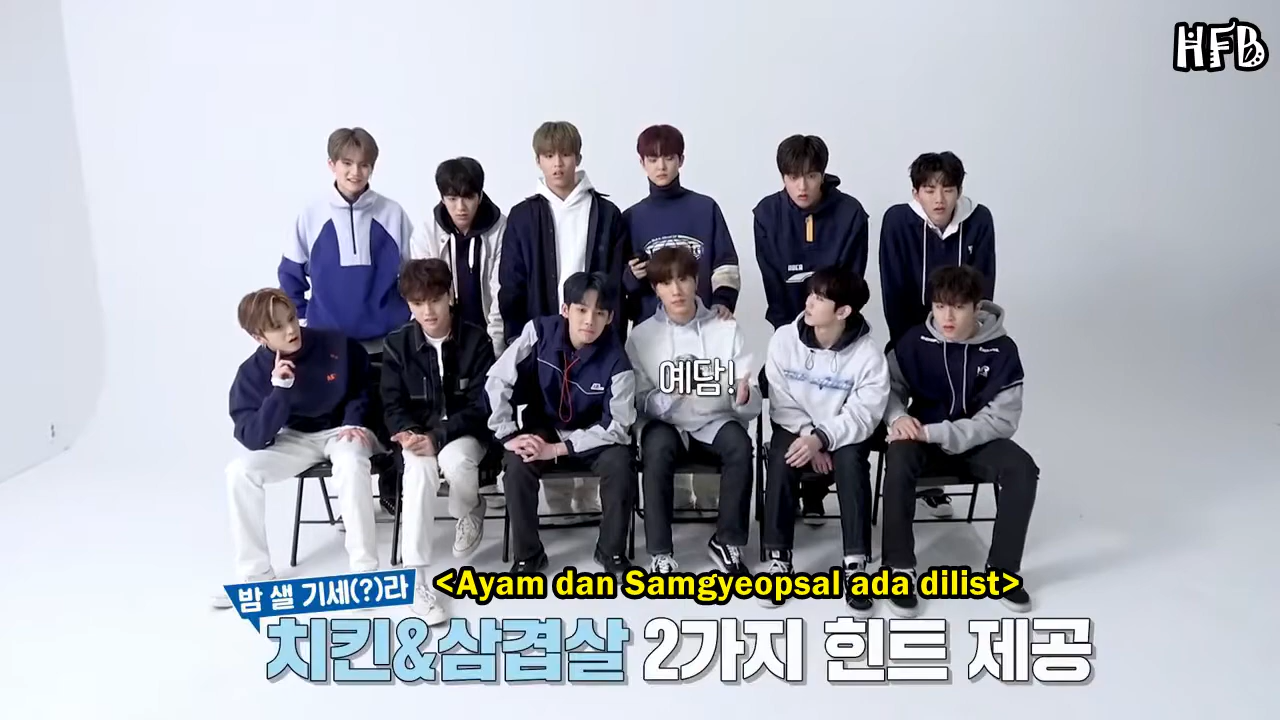 HFB
예담!
밤 샐 기세(?)라
<Ayam dan Samgyeopsal ada dilist>
치킨&삼겹살 2가지 힌트 제공